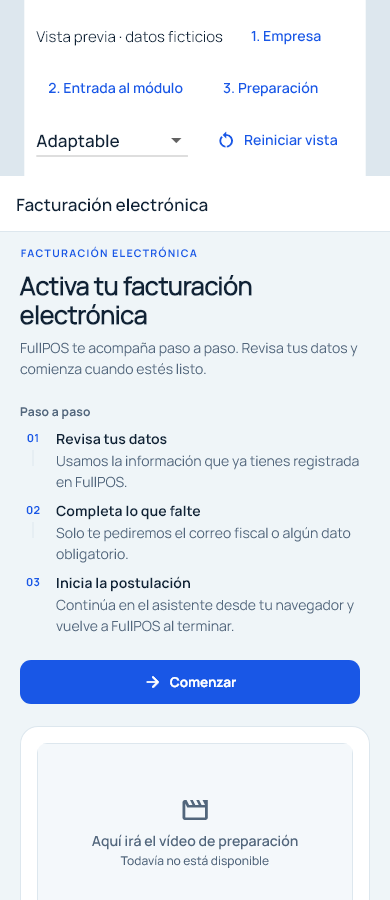 Vista previa · datos ficticios
1. Empresa
2. Entrada al módulo
3. Preparación
Adaptable
Reiniciar vista
Facturación electrónica
FACTURACIÓN ELECTRÓNICA
Activa tu facturación
electrónica
FullPOS te acompaña paso a paso. Revisa tus datos y
comienza cuando estés listo.
Paso a paso
01 Revisa tus datos
Usamos la información que ya tienes registrada
en FullPOS.
02 Completa lo que falte
Solo te pediremos el correo fiscal o algún dato
obligatorio.
03 Inicia la postulación
Continúa en el asistente desde tu navegador y
vuelve a FullPOS al terminar.
Comenzar
Aquí irá el vídeo de preparación
Todavía no está disponible